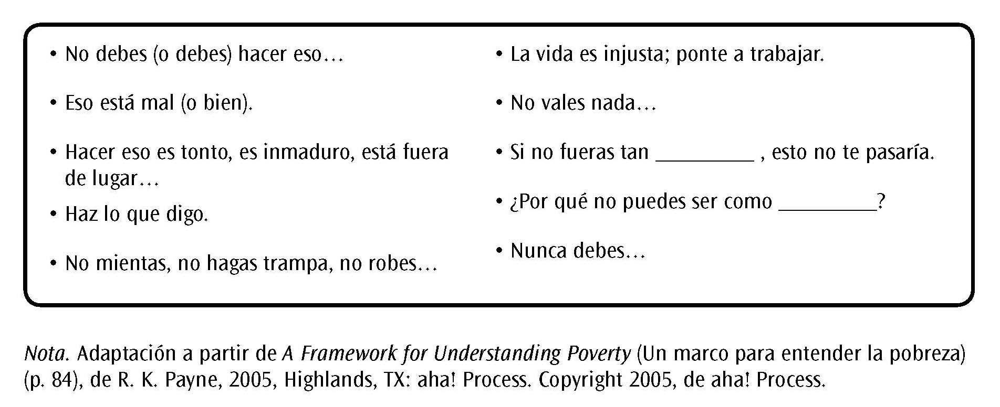 • No debes (o debes) hacer eso…
• Eso está mal (o bien).
• Hacer eso es tonto, es inmaduro, está fuera
de lugar…
• Haz lo que digo.
• No mientas, no hagas trampa, no robes…
• La vida es injusta; ponte a trabajar.
• No vales nada…
• Si no fueras tan _________ , esto no te pasaría.
• ¿Por qué no puedes ser como _________?
• Nunca debes…
Nota. Adaptación a partir de A Framework for Understanding Poverty (Un marco para entender la pobreza)
(p. 84), de R. K. Payne, 2005, Highlands, TX: aha! Process. Copyright 2005, de aha! Process.